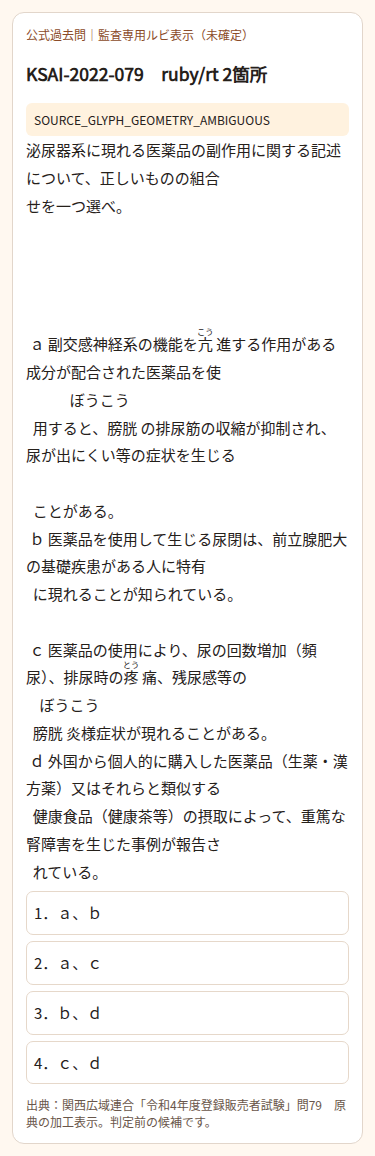 公式過去問｜監査専用ルビ表示（未確定）
KSAI-2022-079　ruby/rt 2箇所
SOURCE_GLYPH_GEOMETRY_AMBIGUOUS
泌尿器系に現れる医薬品の副作用に関する記述
について、正しいものの組合
せを一つ選べ。
こう
ａ 副交感神経系の機能を亢 進する作用がある
成分が配合された医薬品を使
ぼうこう
用すると、膀胱 の排尿筋の収縮が抑制され、
尿が出にくい等の症状を生じる
ことがある。
ｂ 医薬品を使用して生じる尿閉は、前立腺肥大
の基礎疾患がある人に特有
に現れることが知られている。
ｃ 医薬品の使用により、尿の回数増加（頻
とう
尿）、排尿時の疼 痛、残尿感等の
ぼうこう
膀胱 炎様症状が現れることがある。
ｄ 外国から個人的に購入した医薬品（生薬・漢
方薬）又はそれらと類似する
健康食品（健康茶等）の摂取によって、重篤な
腎障害を生じた事例が報告さ
れている。
1．ａ、ｂ
2．ａ、ｃ
3．ｂ、ｄ
4．ｃ、ｄ
出典：関西広域連合「令和4年度登録販売者試験」問79　原
典の加工表示。判定前の候補です。